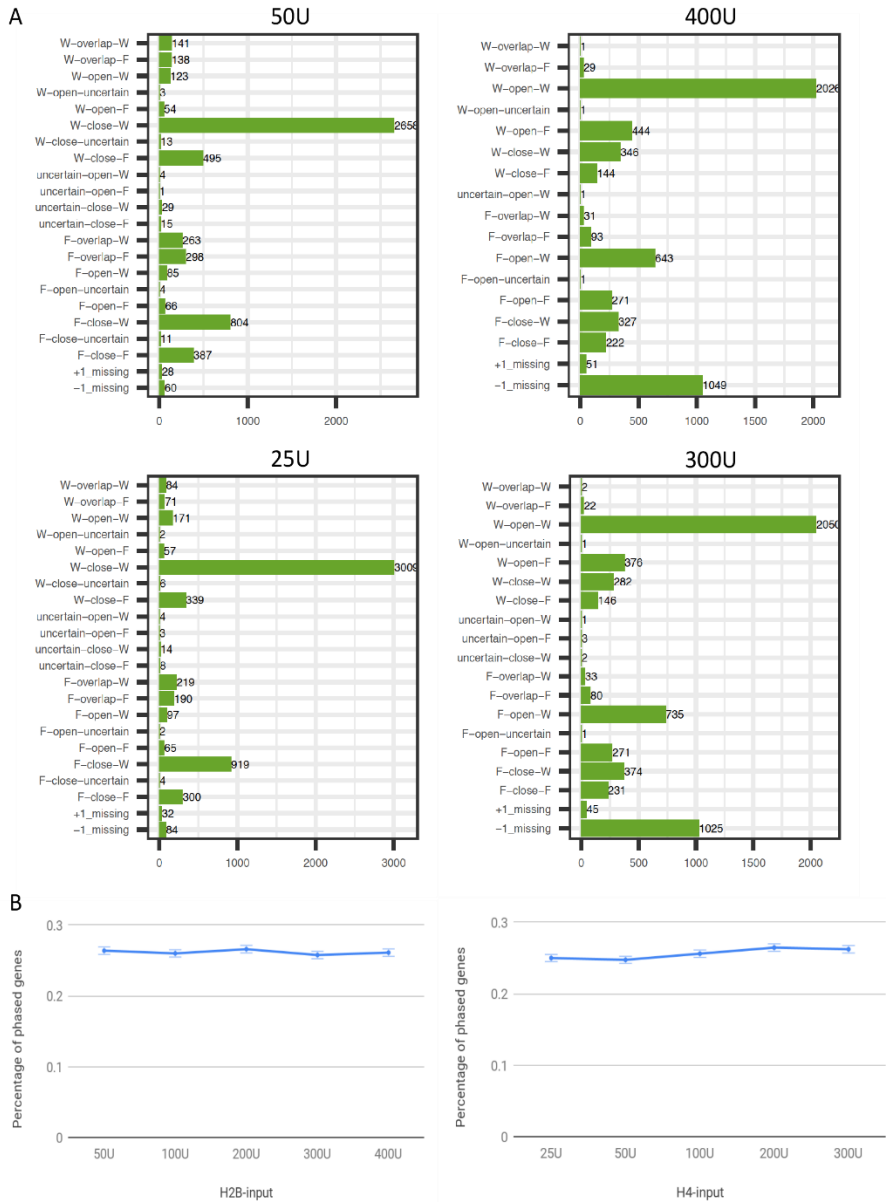 A
50U
W-overlap-W 141
W-overlap-F 138
W-open-W 123
W-open-uncertain 3
W-open-F 54
W-close-W 2658
W-close-uncertain 13
W-close-F 495
uncertain-open-W 4
uncertain-open-F 1
uncertain-close-W 29
uncertain-close-F 15
F-overlap-W 263
F-overlap-F 298
F-open-W 85
F-open-uncertain 4
F-open-F 66
F-close-W 804
F-close-uncertain 11
F-close-F 387
+1_missing 28
-1_missing 60
0 1000 2000
400U
W-overlap-W 1
W-overlap-F 29
W-open-W 2026
W-open-uncertain 1
W-open-F 444
W-close-W 346
W-close-F 144
uncertain-open-W 1
F-overlap-W 31
F-overlap-F 93
F-open-W 643
F-open-uncertain 1
F-open-F 271
F-close-W 327
F-close-F 222
+1_missing 51
-1_missing 1049
0 500 1000 1500 2000
25U
W-overlap-W 84
W-overlap-F 71
W-open-W 171
W-open-uncertain 2
W-open-F 57
W-close-W 3009
W-close-uncertain 6
W-close-F 339
uncertain-open-W 4
uncertain-open-F 3
uncertain-close-W 14
uncertain-close-F 8
F-overlap-W 219
F-overlap-F 190
F-open-W 97
F-open-uncertain 2
F-open-F 65
F-close-W 919
F-close-uncertain 4
F-close-F 300
+1_missing 32
-1_missing 84
0 1000 2000 3000
300U
W-overlap-W 2
W-overlap-F 22
W-open-W 2050
W-open-uncertain 1
W-open-F 376
W-close-W 282
W-close-F 146
uncertain-open-W 1
uncertain-open-F 3
uncertain-close-W 2
F-overlap-W 33
F-overlap-F 80
F-open-W 735
F-open-uncertain 1
F-open-F 271
F-close-W 374
F-close-F 231
+1_missing 45
-1_missing 1025
0 500 1000 1500 2000
B
Percentage of phased genes
0.3
0.2
0.1
0
50U 100U 200U 300U 400U
H2B-input
Percentage of phased genes
0.3
0.2
0.1
0
25U 50U 100U 200U 300U
H4-input